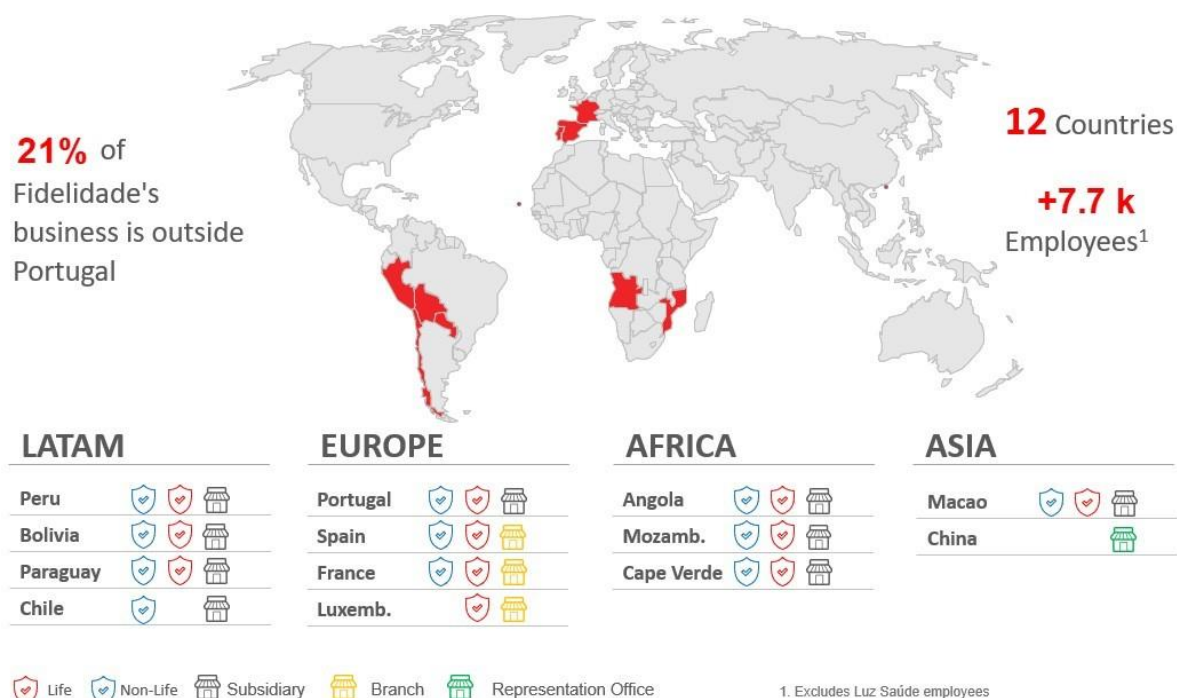 21% of
Fidelidade's
business is outside
Portugal
12 Countries
+7.7 k
Employees1
LATAM
Peru
Bolivia
Paraguay
Chile
EUROPE
Portugal
Spain
France
Luxemb.
AFRICA
Angola
Mozamb.
Cape Verde
ASIA
Macao
China
Life Non-Life Subsidiary Branch Representation Office
1. Excludes Luz Saúde employees